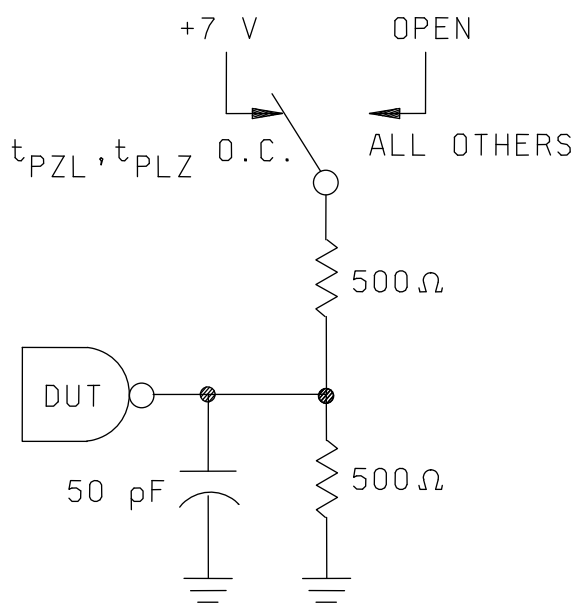 +7 V
OPEN
tPZL, tPLZ O.C.
ALL OTHERS
500Ω
DUT
50 pF
500Ω